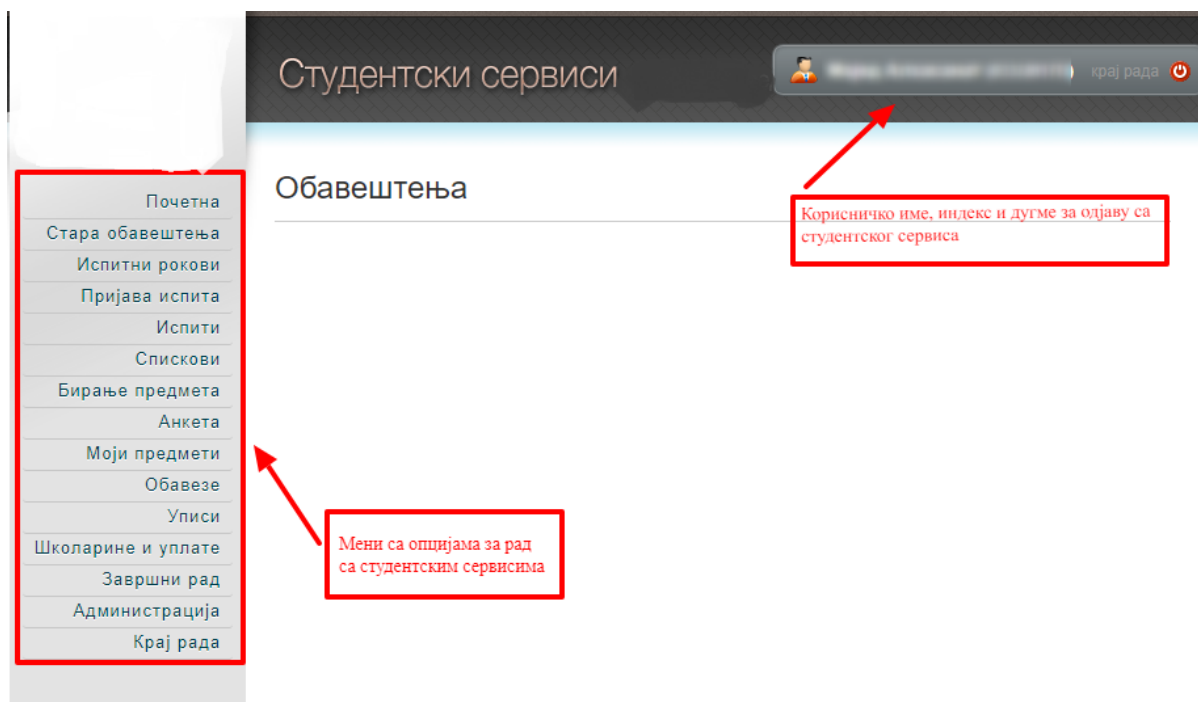 Студентски сервиси
крај рада
Почетна
Стара обавештења
Испитни рокови
Пријава испита
Испити
Спискови
Бирање предмета
Анкета
Моји предмети
Обавезе
Уписи
Школарине и уплате
Завршни рад
Администрација
Крај рада
Обавештења
Корисничко име, индекс и дугме за одјаву са
студентског сервиса
Мени са опцијама за рад
са студентским сервисима